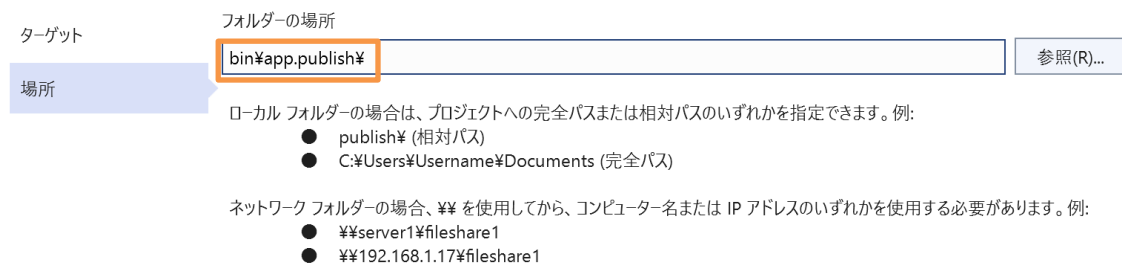 フォルダーの場所
ターゲット
bin¥app.publish¥
参照(R)...
場所
ローカル フォルダーの場合は、プロジェクトへの完全パスまたは相対パスのいずれかを指定できます。例:
● publish¥ (相対パス)
● C:¥Users¥Username¥Documents (完全パス)
ネットワーク フォルダーの場合、¥¥ を使用してから、コンピューター名または IP アドレスのいずれかを使用する必要があります。例:
● ¥¥server1¥fileshare1
● ¥¥192.168.1.17¥fileshare1